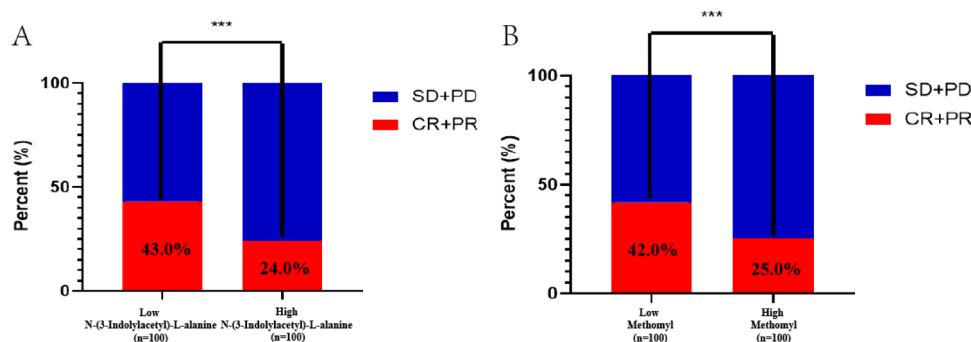 A
***
100
50
0
Percent (%)
43.0%
24.0%
SD+PD
CR+PR
Low
N-(3-Indolylacetyl)-L-alanine
(n=100)
High
N-(3-Indolylacetyl)-L-alanine
(n=100)
B
***
100
50
0
Percent (%)
42.0%
25.0%
SD+PD
CR+PR
Low
Methomyl
(n=100)
High
Methomyl
(n=100)